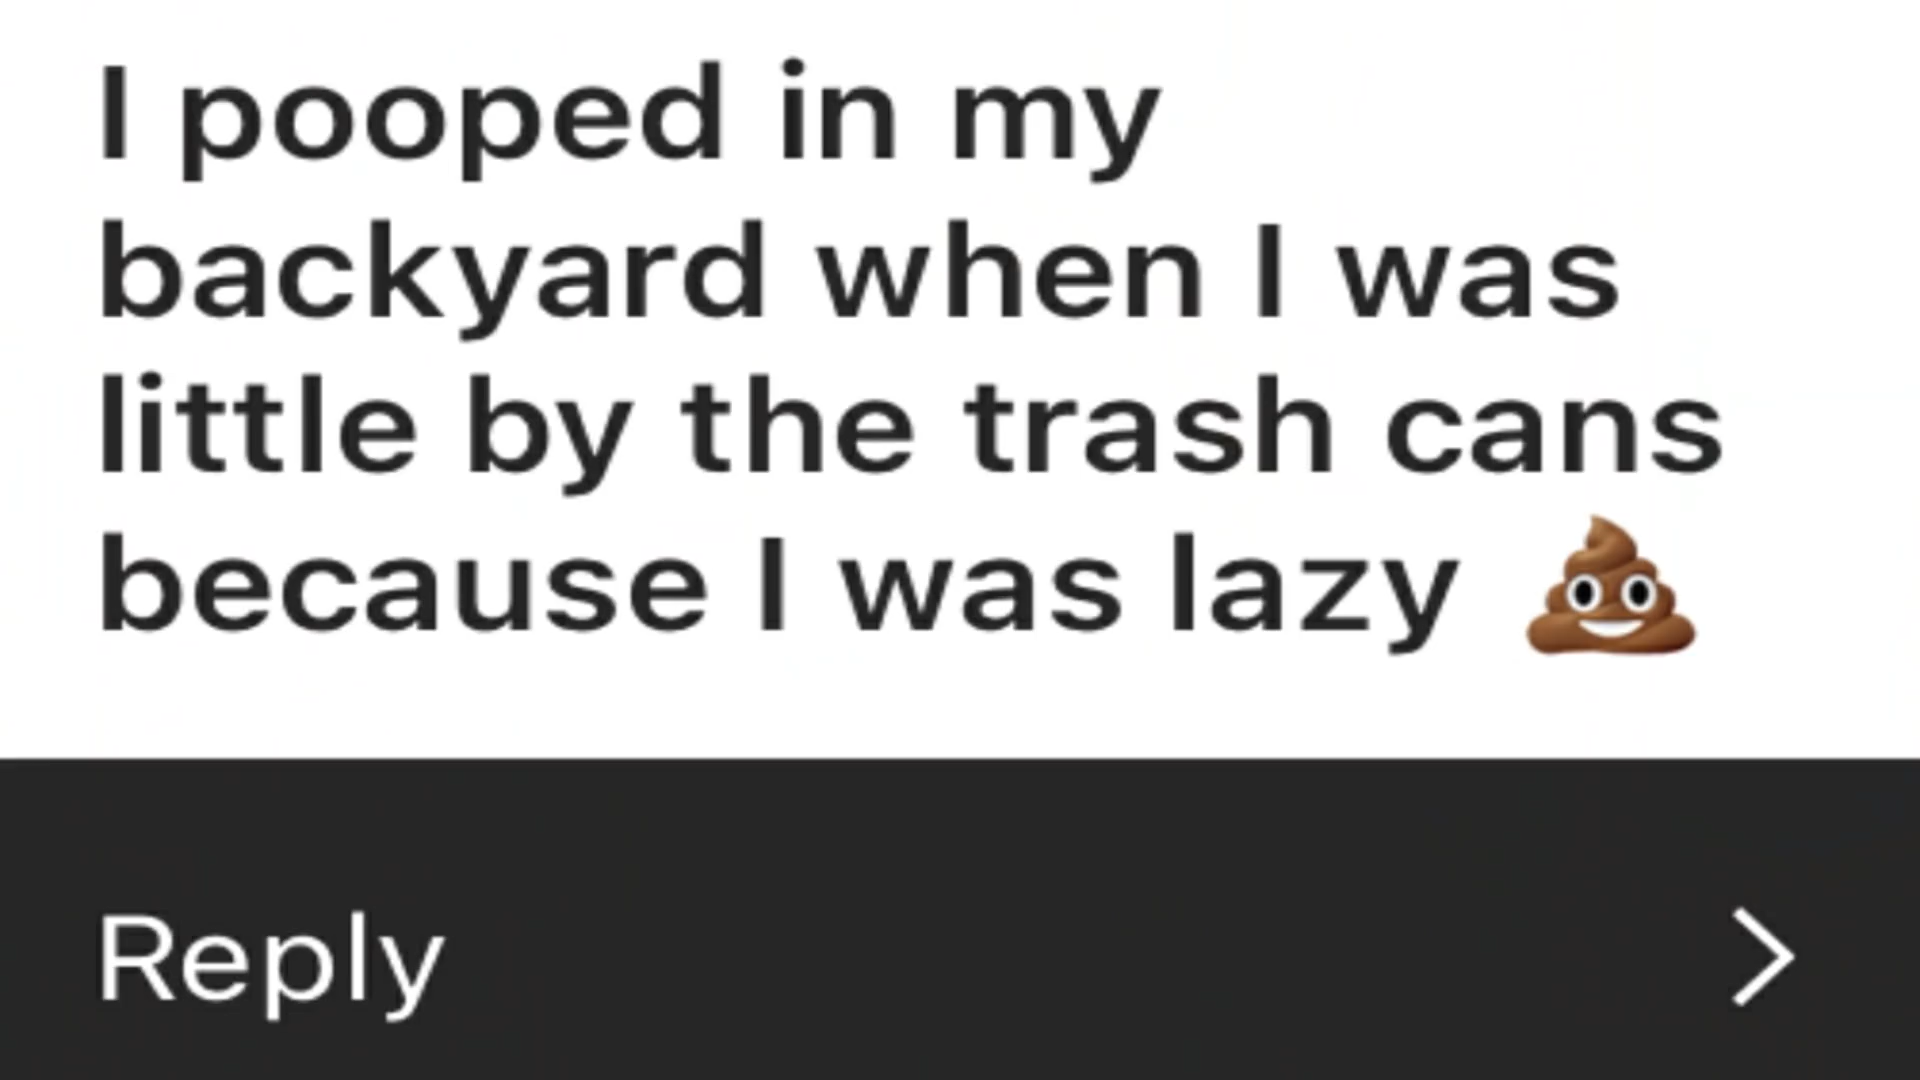 I pooped in my
backyard when I was
little by the trash cans
because I was lazy 💩
Reply